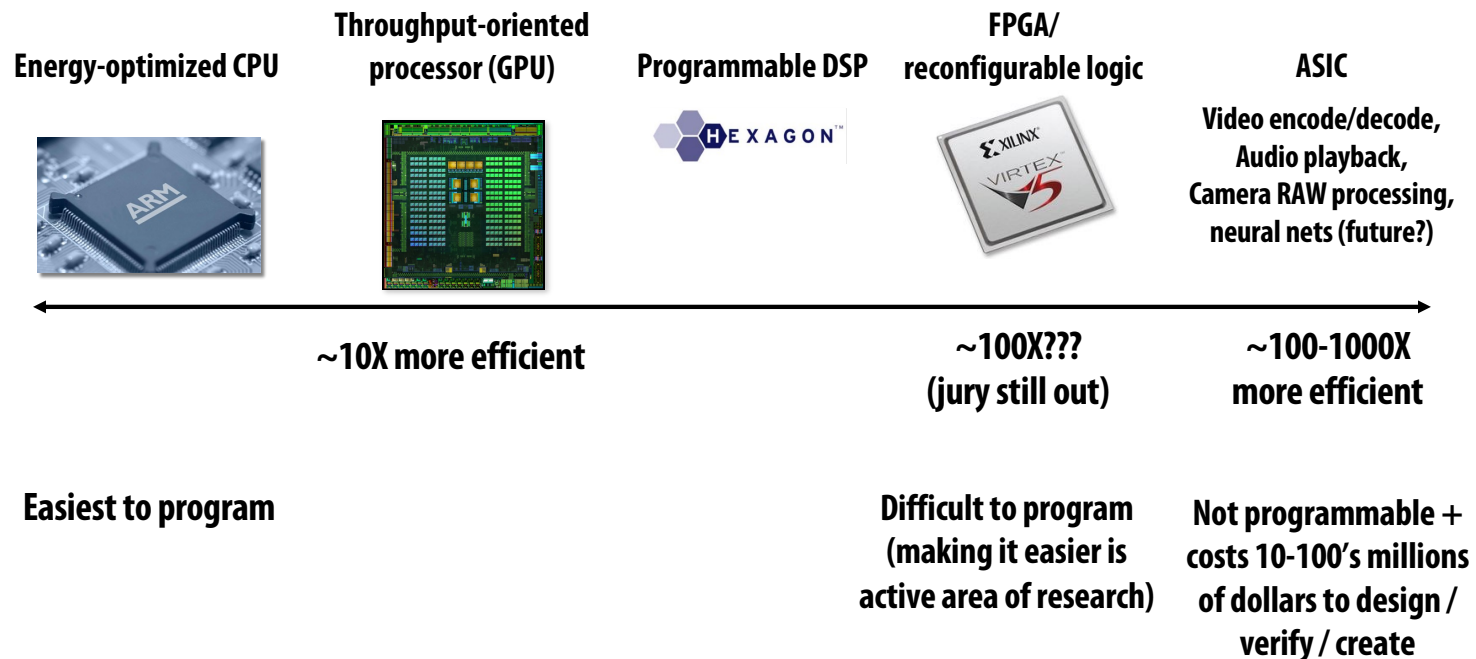 Energy-optimized CPU
Throughput-oriented
processor (GPU)
Programmable DSP
FPGA/
reconfigurable logic
ASIC
ARM
HEXAGON™
XILINX®
VIRTEX™
5
Video encode/decode,
Audio playback,
Camera RAW processing,
neural nets (future?)
~10X more efficient
~100X???
(jury still out)
~100-1000X
more efficient
Easiest to program
Difficult to program
(making it easier is
active area of research)
Not programmable +
costs 10-100’s millions
of dollars to design /
verify / create